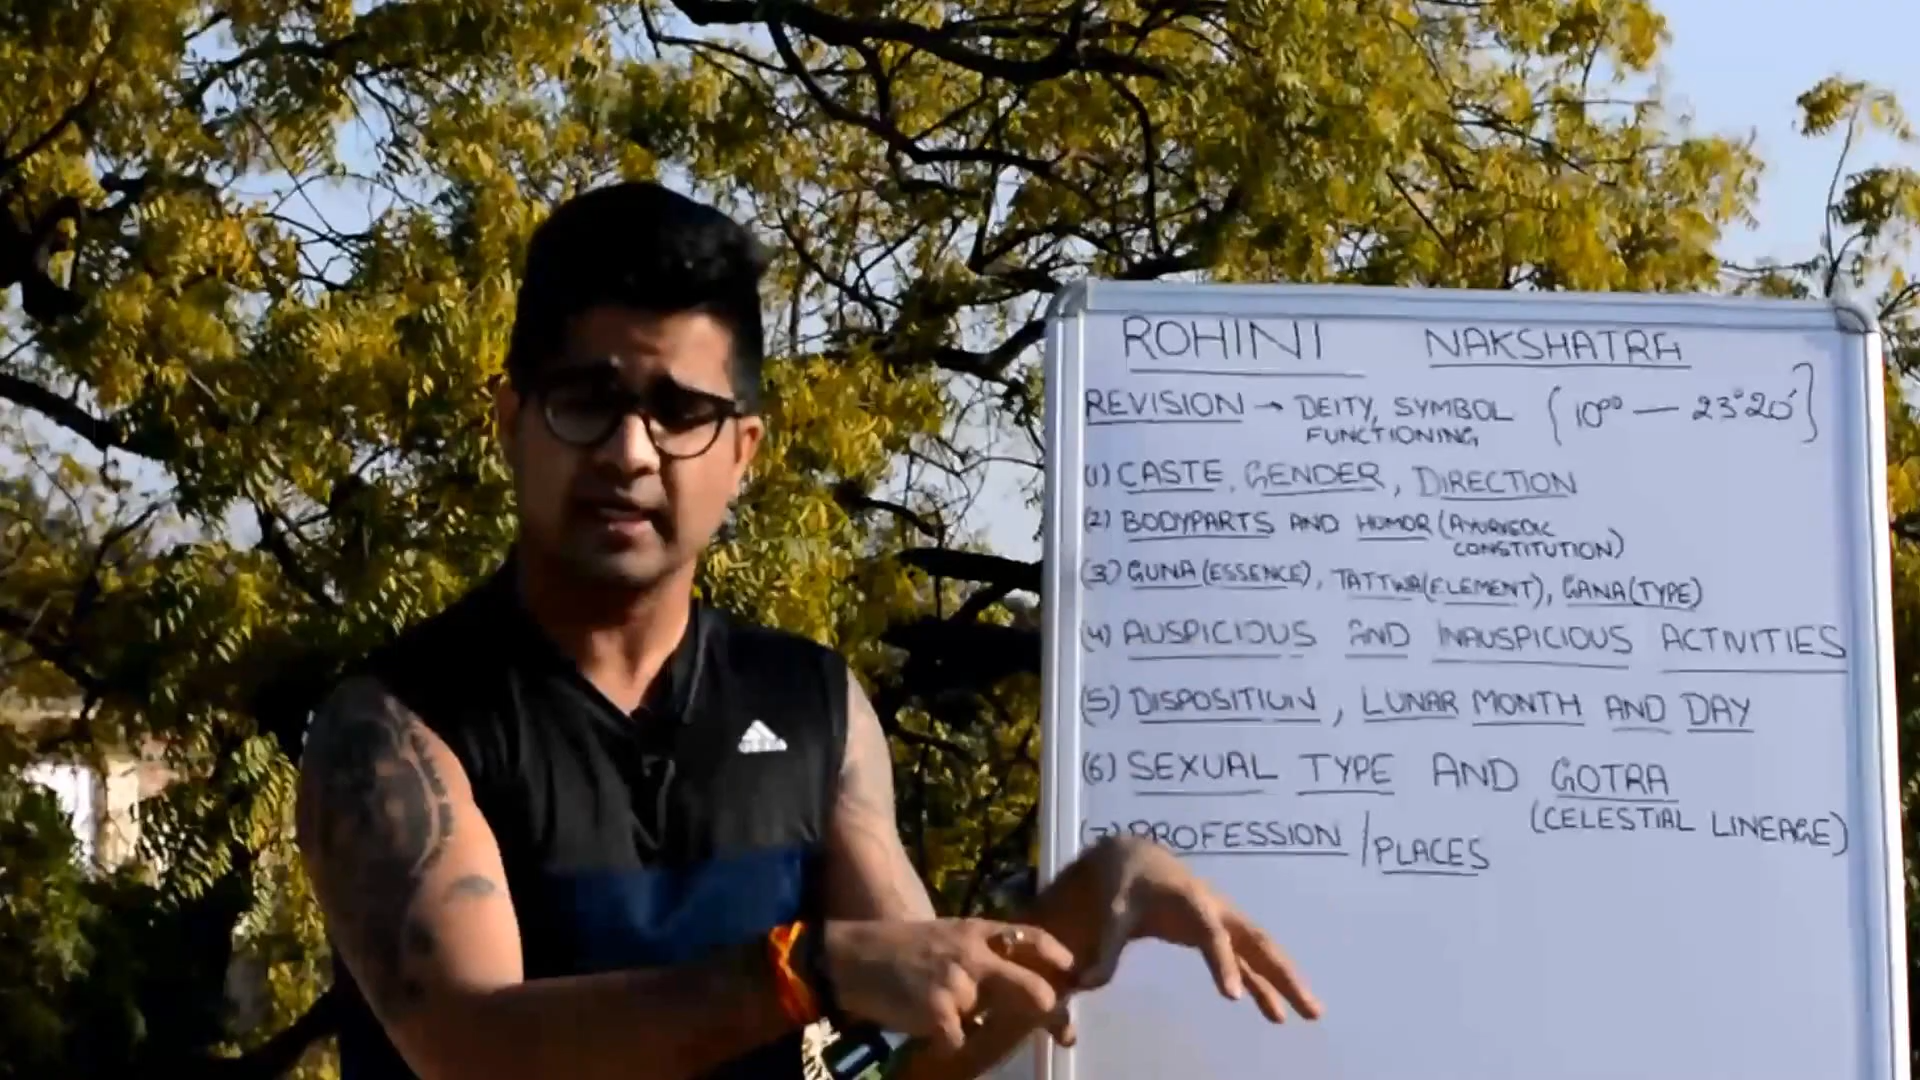 ROHINI NAKSHATRA
REVISION → DEITY, SYMBOL {10°00 — 23°20'}
FUNCTIONING
(1) CASTE, GENDER, DIRECTION
(2) BODYPARTS AND HUMOR (AYURVEDIC
CONSTITUTION)
(3) GUNA (ESSENCE), TATTWA (ELEMENT), GANA (TYPE)
(4) AUSPICIOUS AND INAUSPICIOUS ACTIVITIES
(5) DISPOSITION, LUNAR MONTH AND DAY
(6) SEXUAL TYPE AND GOTRA
(CELESTIAL LINEAGE)
(7) PROFESSION / PLACES